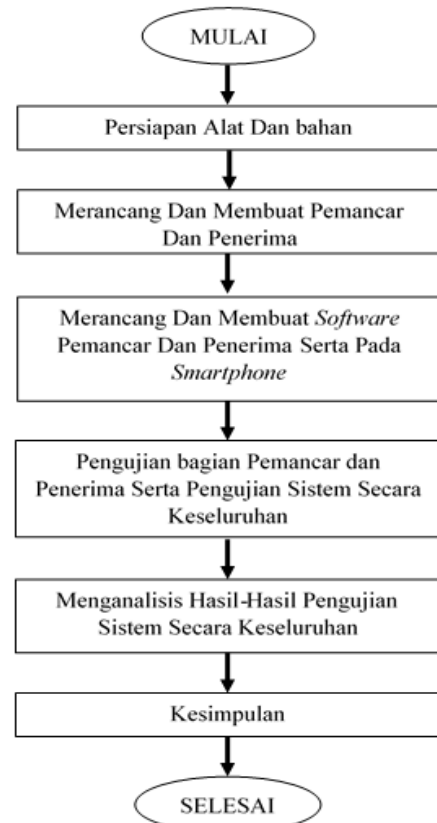 MULAI
Persiapan Alat Dan bahan
Merancang Dan Membuat Pemancar
Dan Penerima
Merancang Dan Membuat Software
Pemancar Dan Penerima Serta Pada
Smartphone
Pengujian bagian Pemancar dan
Penerima Serta Pengujian Sistem Secara
Keseluruhan
Menganalisis Hasil-Hasil Pengujian
Sistem Secara Keseluruhan
Kesimpulan
SELESAI